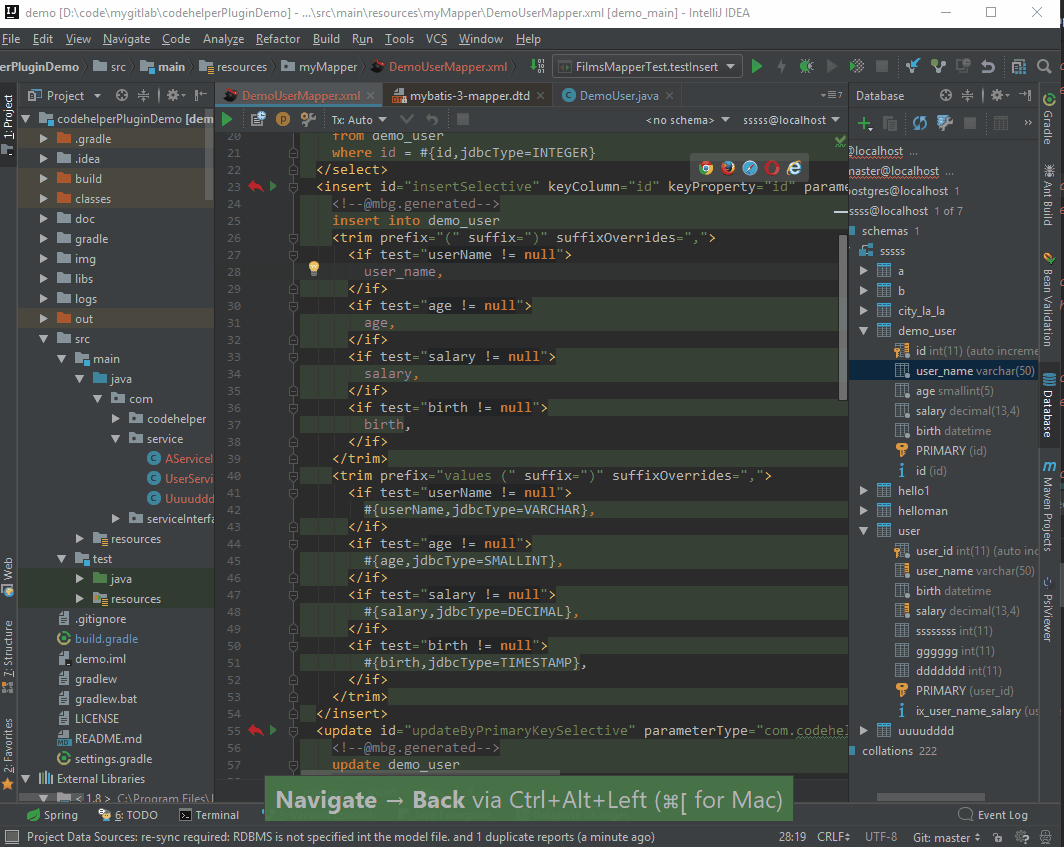 demo [D:\code\mygitlab\codehelperPluginDemo] - ...\src\main\resources\myMapper\DemoUserMapper.xml [demo_main] - IntelliJ IDEA
File Edit View Navigate Code Analyze Refactor Build Run Tools VCS Window Help
erPluginDemo src main resources myMapper DemoUserMapper.xml FilmsMapperTest.testInsert
1: Project
7: Structure
2: Favorites
Web
Project
codehelperPluginDemo [dem
.gradle
.idea
build
classes
doc
gradle
img
libs
logs
out
src
main
java
com
codehelper
service
AServiceI
UserServi
Uuuuddd
serviceInterfa
resources
test
java
resources
.gitignore
build.gradle
demo.iml
gradlew
gradlew.bat
LICENSE
README.md
settings.gradle
External Libraries
< 1.8 > C:\Program Files\
DemoUserMapper.xml mybatis-3-mapper.dtd DemoUser.java 7
Tx: Auto <no schema> sssss@localhost
20 from demo_user
21 where id = #{id,jdbcType=INTEGER}
22 </select>
23 <insert id="insertSelective" keyColumn="id" keyProperty="id" parame
24 <!--@mbg.generated-->
25 insert into demo_user
26 <trim prefix="(" suffix=")" suffixOverrides=",">
27 <if test="userName != null">
28 user_name,
29 </if>
30 <if test="age != null">
31 age,
32 </if>
33 <if test="salary != null">
34 salary,
35 </if>
36 <if test="birth != null">
37 birth,
38 </if>
39 </trim>
40 <trim prefix="values (" suffix=")" suffixOverrides=",">
41 <if test="userName != null">
42 #{userName,jdbcType=VARCHAR},
43 </if>
44 <if test="age != null">
45 #{age,jdbcType=SMALLINT},
46 </if>
47 <if test="salary != null">
48 #{salary,jdbcType=DECIMAL},
49 </if>
50 <if test="birth != null">
51 #{birth,jdbcType=TIMESTAMP},
52 </if>
53 </trim>
54 </insert>
55 <update id="updateByPrimaryKeySelective" parameterType="com.codehel
56 <!--@mbg.generated-->
57 update demo_user
Database
@localhost ...
master@localhost ...
ostgres@localhost 1
ssss@localhost 1 of 7
schemas 1
sssss
a
b
city_la_la
demo_user
id int(11) (auto increme
user_name varchar(50)
age smallint(5)
salary decimal(13,4)
birth datetime
PRIMARY (id)
id (id)
hello1
helloman
user
user_id int(11) (auto inc
user_name varchar(50)
birth datetime
salary decimal(13,4)
ssssssss int(11)
gggggg int(11)
ddddddd int(11)
PRIMARY (user_id)
ix_user_name_salary (us
uuuudddd
collations 222
Gradle
Ant Build
Bean Validation
Database
Maven Projects
PsiViewer
Navigate → Back via Ctrl+Alt+Left (⌘[ for Mac)
Spring 6: TODO Terminal Event Log
Project Data Sources: re-sync required: RDBMS is not specified int the model file. and 1 duplicate reports (a minute ago) 28:19 CRLF UTF-8 Git: master